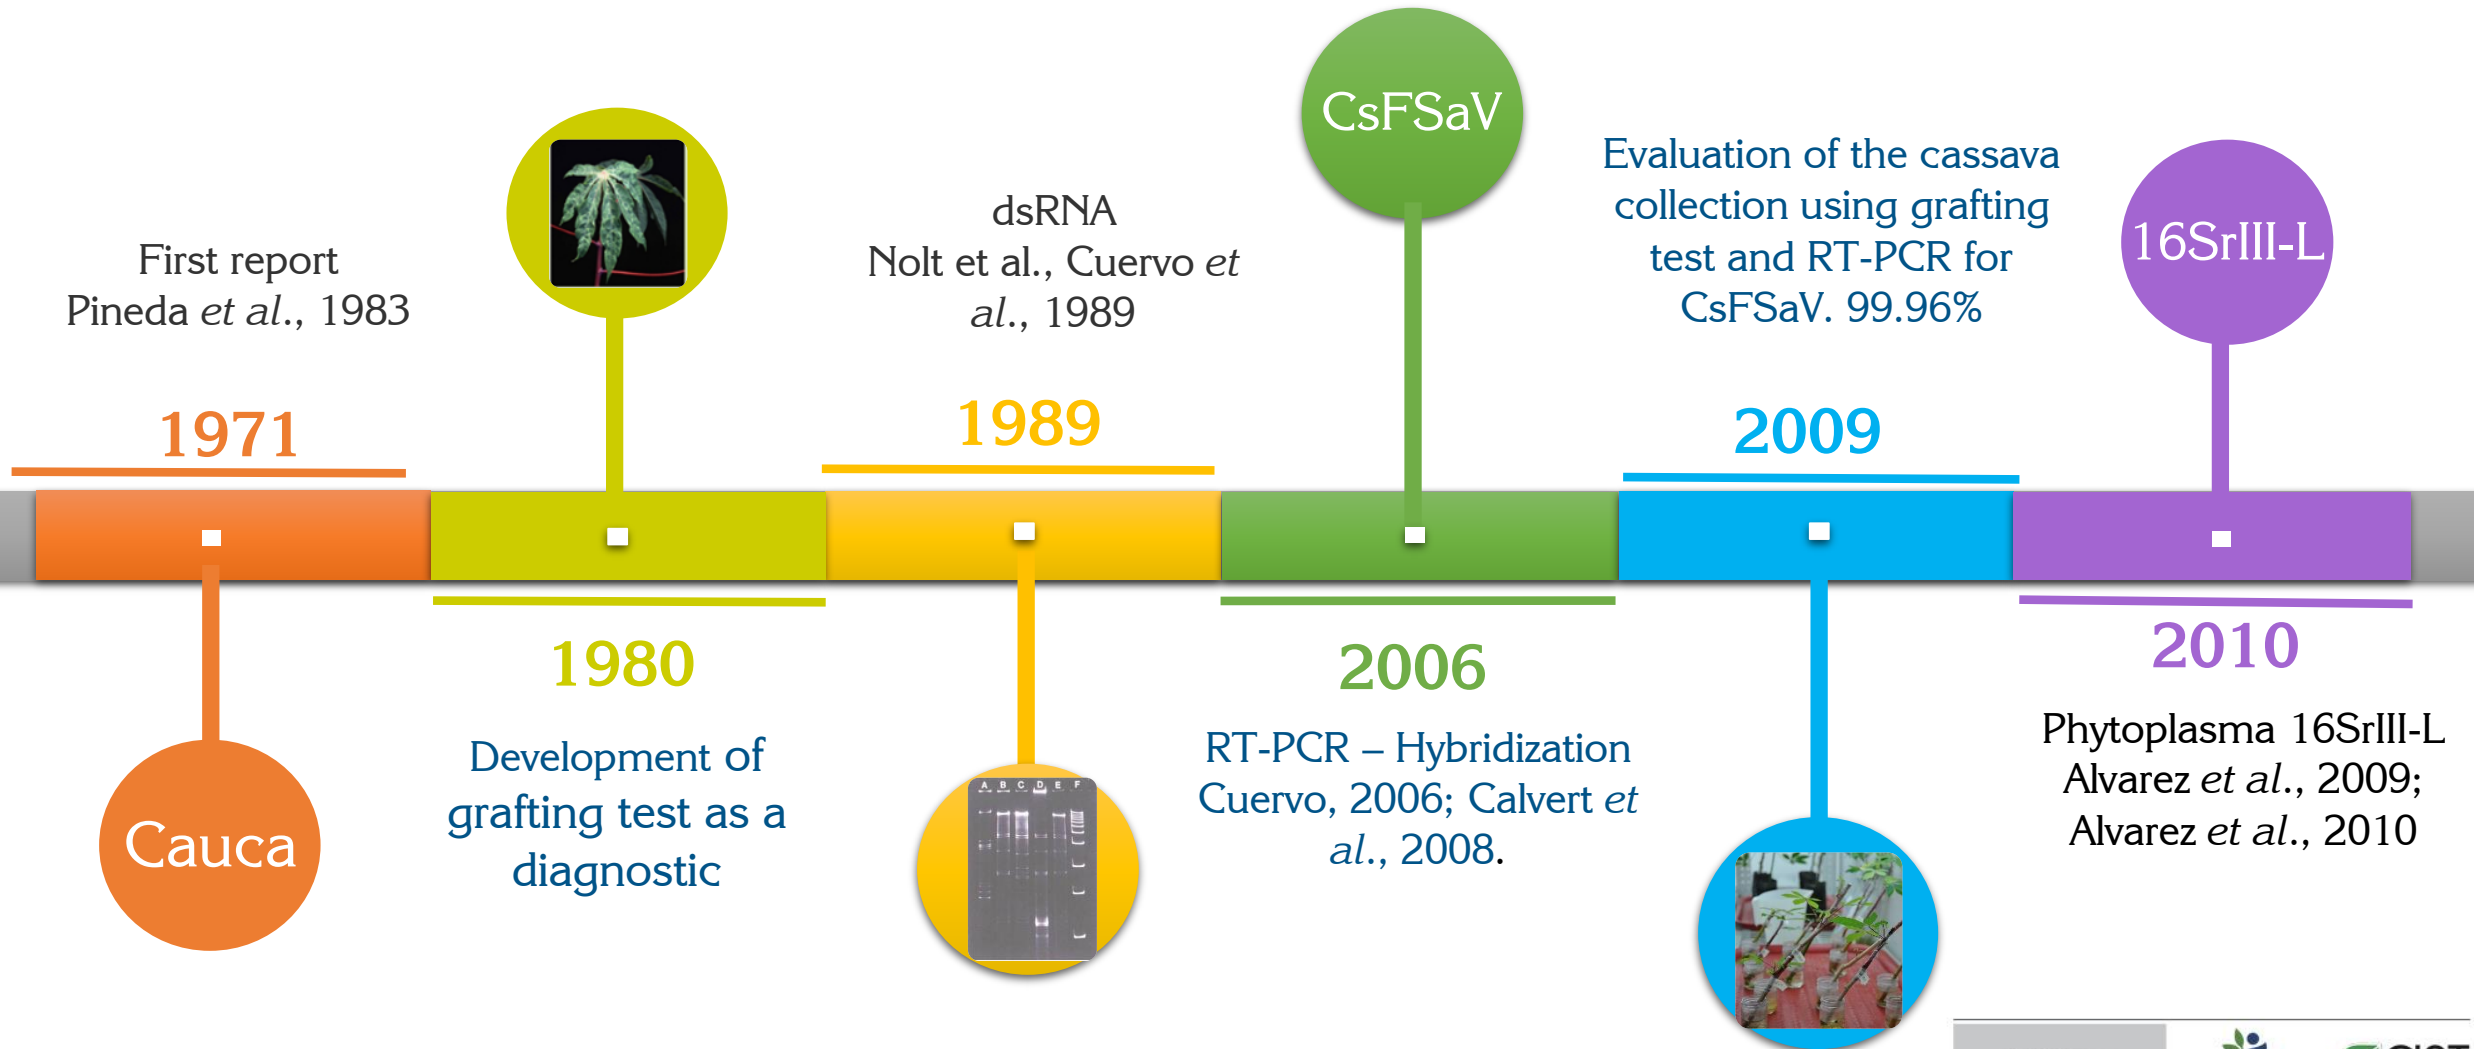 First report
Pineda et al., 1983
1971
Cauca
1980
Development of
grafting test as a
diagnostic
dsRNA
Nolt et al., Cuervo et
al., 1989
1989
A B C D E F
CsFSaV
2006
RT-PCR – Hybridization
Cuervo, 2006; Calvert et
al., 2008.
Evaluation of the cassava
collection using grafting
test and RT-PCR for
CsFSaV. 99.96%
2009
16SrIII-L
2010
Phytoplasma 16SrIII-L
Alvarez et al., 2009;
Alvarez et al., 2010